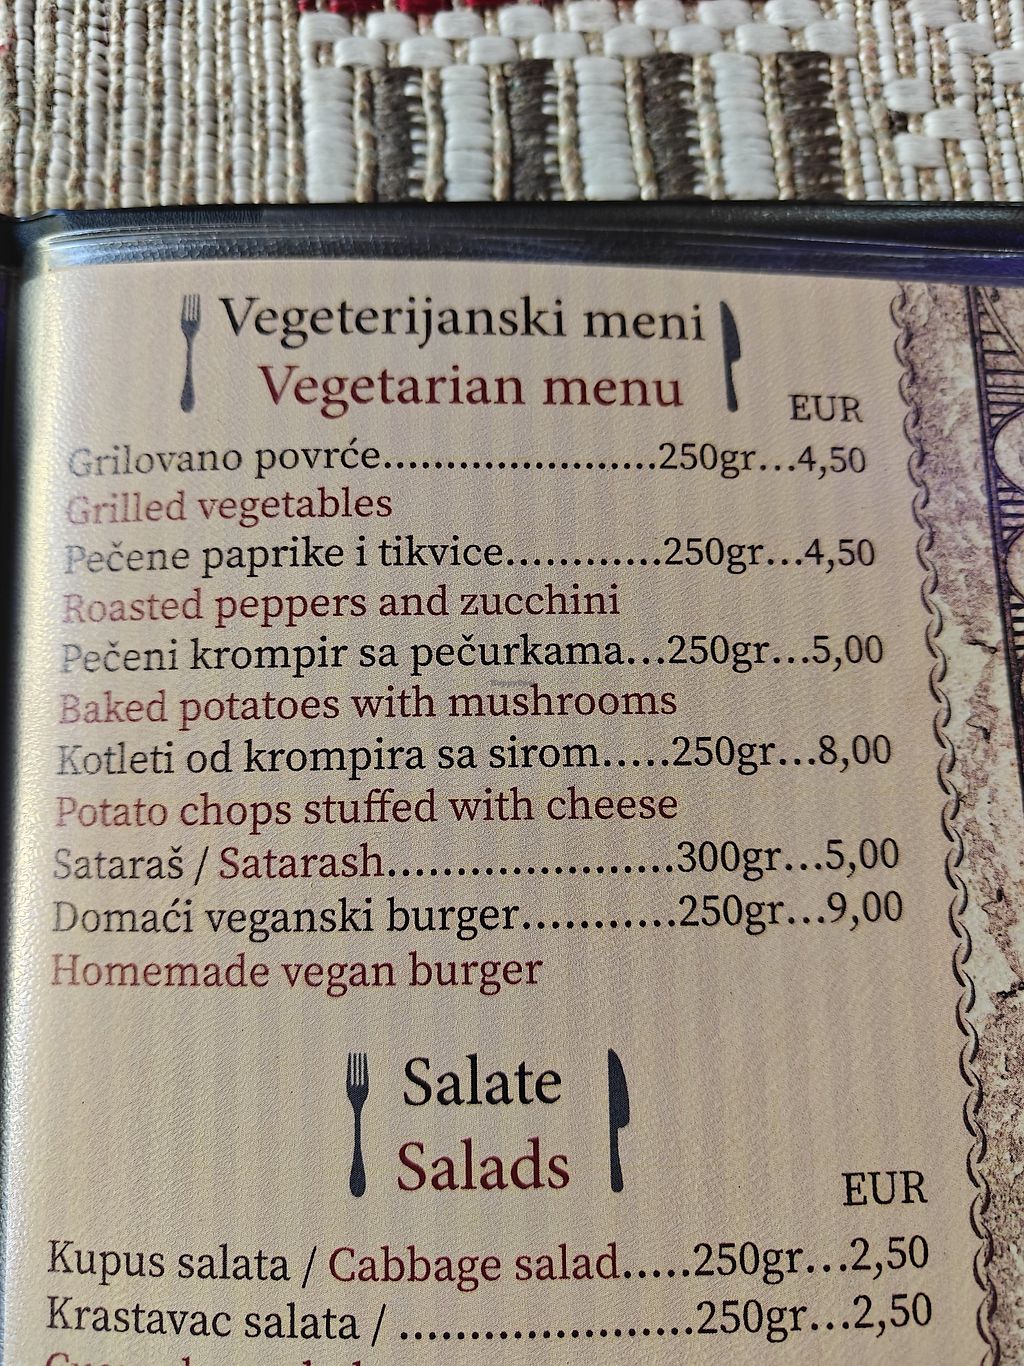 Vegeterijanski meni
Vegetarian menu
EUR
Grilovano povrće.......................250gr...4,50
Grilled vegetables
Pečene paprike i tikvice.............250gr...4,50
Roasted peppers and zucchini
Pečeni krompir sa pečurkama...250gr...5,00
Baked potatoes with mushrooms
Kotleti od krompira sa sirom.....250gr...8,00
Potato chops stuffed with cheese
Sataraš / Satarash........................300gr...5,00
Domaći veganski burger............250gr...9,00
Homemade vegan burger
Salate
Salads
EUR
Kupus salata / Cabbage salad.....250gr...2,50
Krastavac salata / ......................250gr...2,50